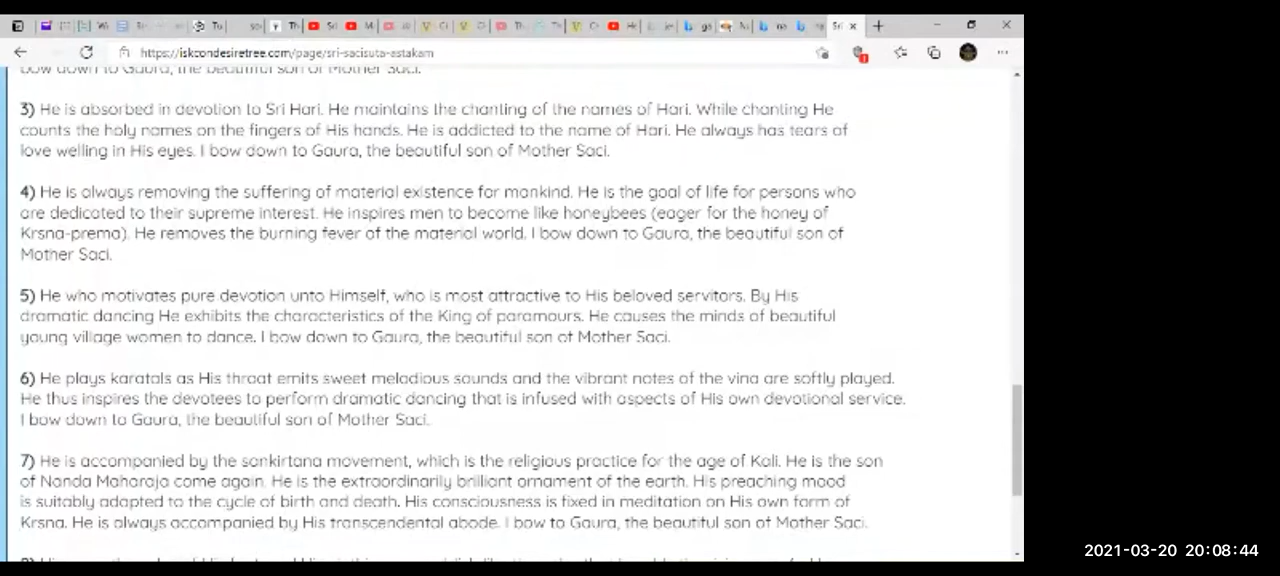 https://iskcondesiretree.com/page/sri-sacisuta-astakam
bow down to Gaura, the beautiful son of Mother Saci.
3) He is absorbed in devotion to Sri Hari. He maintains the chanting of the names of Hari. While chanting He
counts the holy names on the fingers of His hands. He is addicted to the name of Hari. He always has tears of
love welling in His eyes. I bow down to Gaura, the beautiful son of Mother Saci.
4) He is always removing the suffering of material existence for mankind. He is the goal of life for persons who
are dedicated to their supreme interest. He inspires men to become like honeybees (eager for the honey of
Krsna-prema). He removes the burning fever of the material world. I bow down to Gaura, the beautiful son of
Mother Saci.
5) He who motivates pure devotion unto Himself, who is most attractive to His beloved servitors. By His
dramatic dancing He exhibits the characteristics of the King of paramours. He causes the minds of beautiful
young village women to dance. I bow down to Gaura, the beautiful son of Mother Saci.
6) He plays karatals as His throat emits sweet melodious sounds and the vibrant notes of the vina are softly played.
He thus inspires the devotees to perform dramatic dancing that is infused with aspects of His own devotional service.
I bow down to Gaura, the beautiful son of Mother Saci.
7) He is accompanied by the sankirtana movement, which is the religious practice for the age of Kali. He is the son
of Nanda Maharaja come again. He is the extraordinarily brilliant ornament of the earth. His preaching mood
is suitably adapted to the cycle of birth and death. His consciousness is fixed in meditation on His own form of
Krsna. He is always accompanied by His transcendental abode. I bow to Gaura, the beautiful son of Mother Saci.
2021-03-20 20:08:44